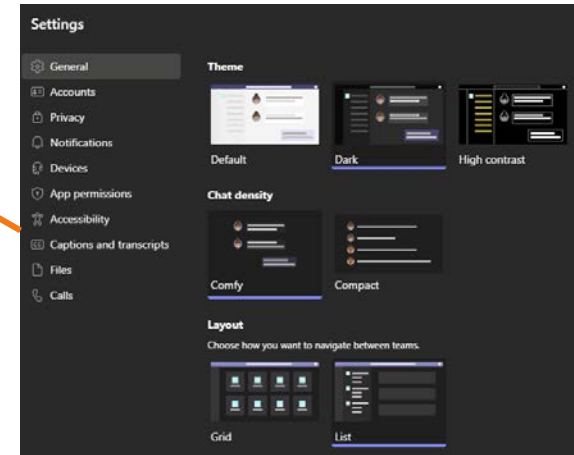 Settings
General
Accounts
Privacy
Notifications
Devices
App permissions
Accessibility
Captions and transcripts
Files
Calls
Theme
Default Dark High contrast
Chat density
Comfy Compact
Layout
Choose how you want to navigate between teams.
Grid List